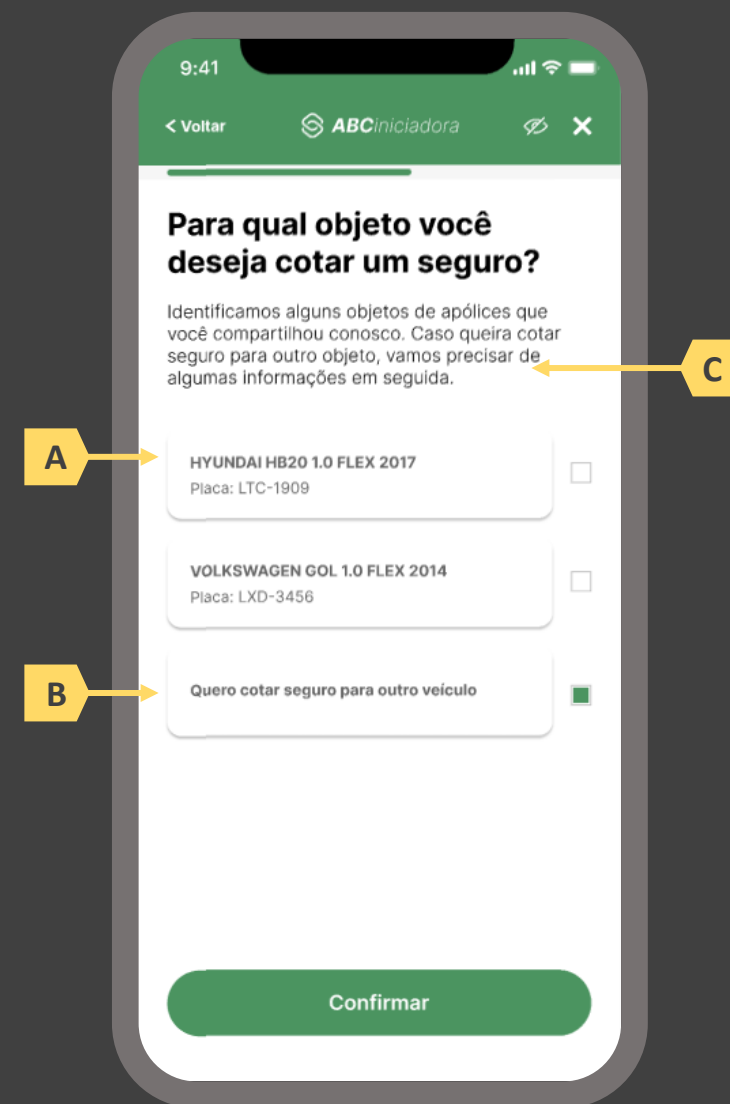 9:41
< Voltar ABCiniciadora
Para qual objeto você
deseja cotar um seguro?
Identificamos alguns objetos de apólices que
você compartilhou conosco. Caso queira cotar
seguro para outro objeto, vamos precisar de
algumas informações em seguida.
C
A
HYUNDAI HB20 1.0 FLEX 2017
Placa: LTC-1909
VOLKSWAGEN GOL 1.0 FLEX 2014
Placa: LXD-3456
B
Quero cotar seguro para outro veículo
Confirmar